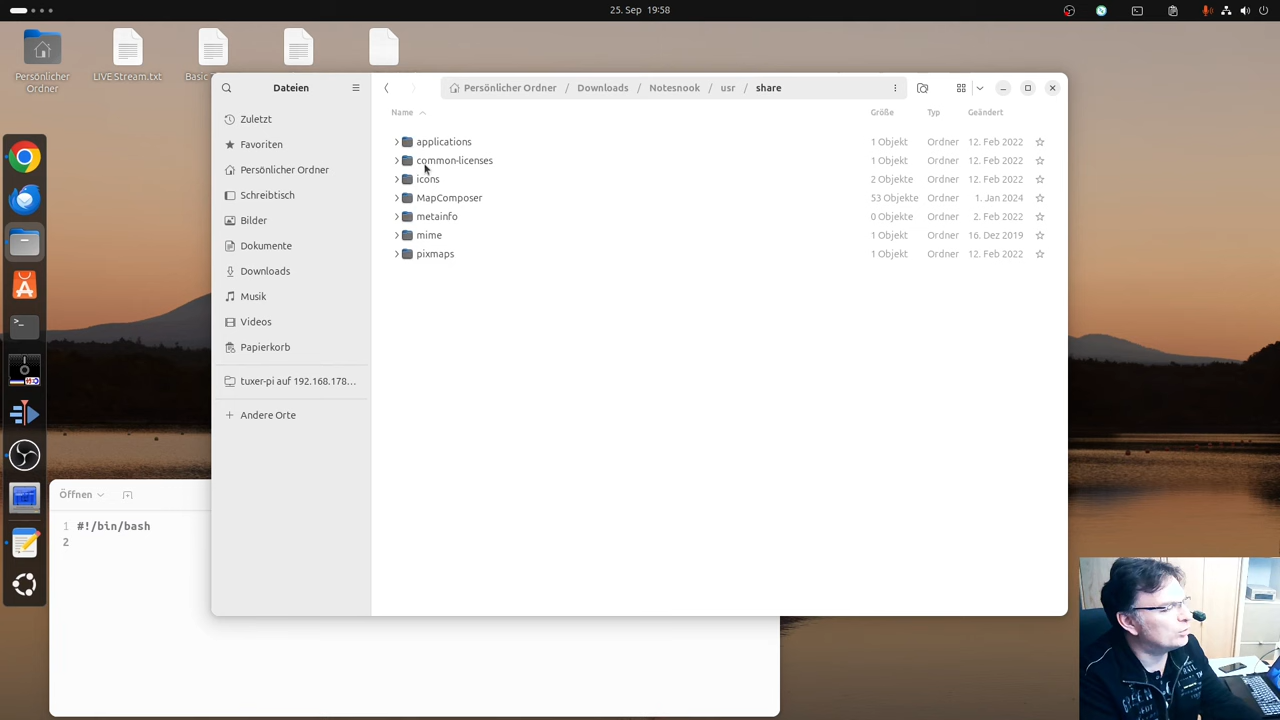 25. Sep 19:58
Persönlicher Ordner
LIVE Stream.txt
Basic
Dateien
Persönlicher Ordner / Downloads / Notesnook / usr / share
Zuletzt
Favoriten
Persönlicher Ordner
Schreibtisch
Bilder
Dokumente
Downloads
Musik
Videos
Papierkorb
tuxer-pi auf 192.168.178…
Andere Orte
Name Größe Typ Geändert
applications 1 Objekt Ordner 12. Feb 2022
common-licenses 1 Objekt Ordner 12. Feb 2022
icons 2 Objekte Ordner 12. Feb 2022
MapComposer 53 Objekte Ordner 1. Jan 2024
metainfo 0 Objekte Ordner 2. Feb 2022
mime 1 Objekt Ordner 16. Dez 2019
pixmaps 1 Objekt Ordner 12. Feb 2022
Öffnen
1 #!/bin/bash
2